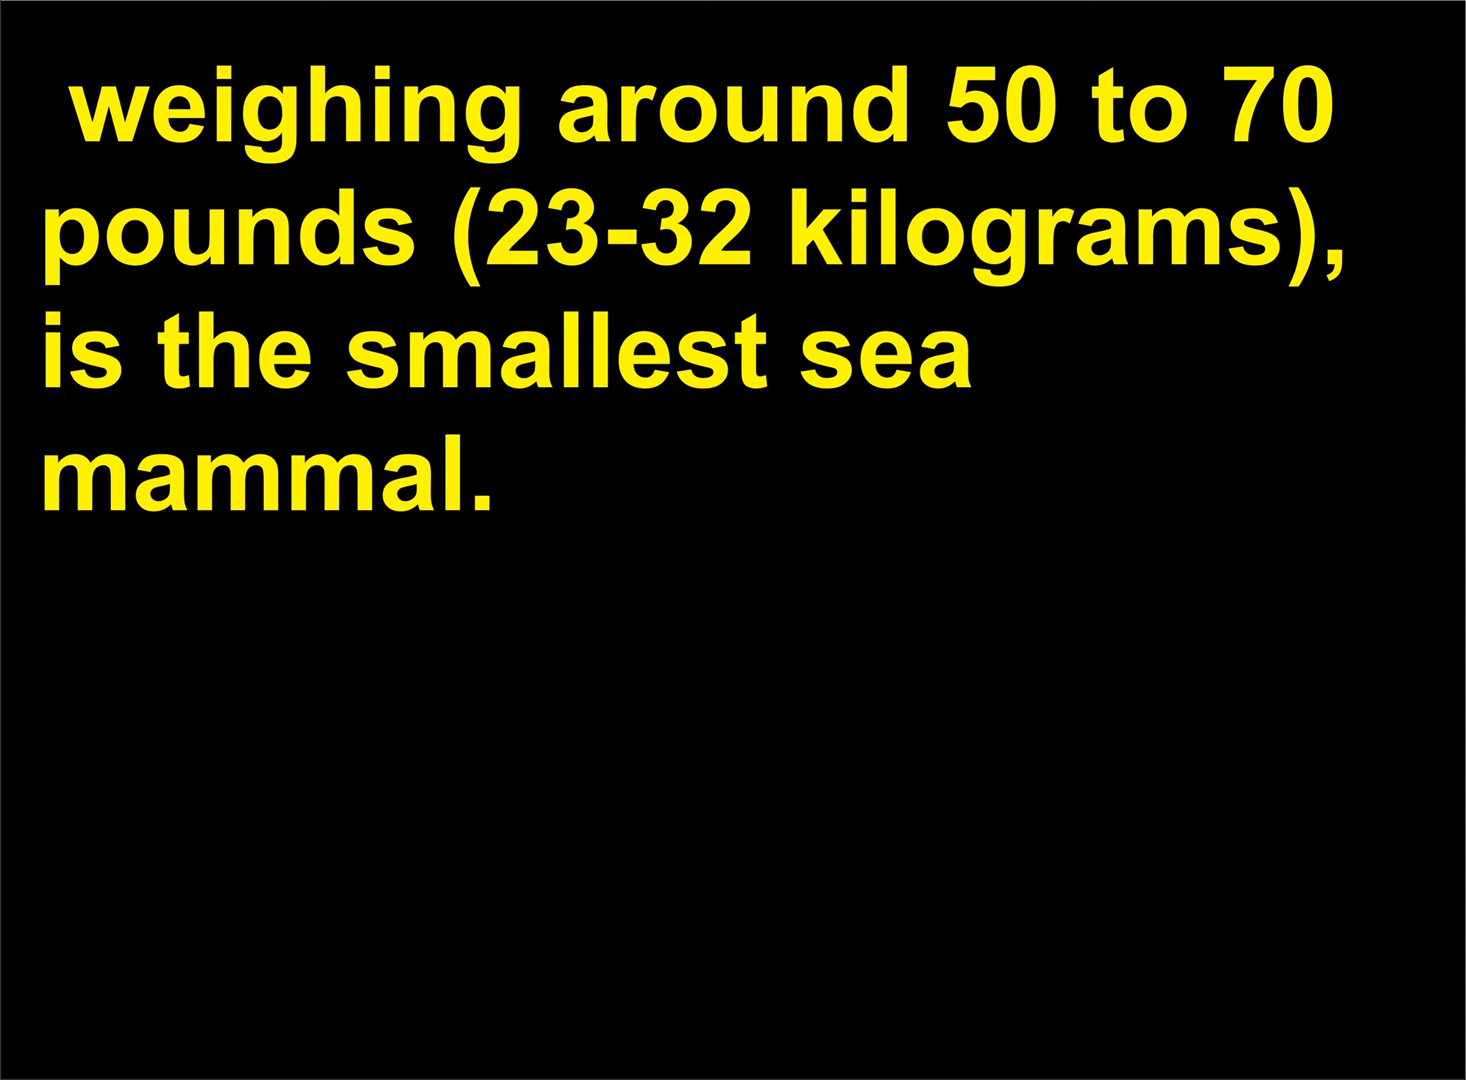 weighing around 50 to 70
pounds (23-32 kilograms),
is the smallest sea
mammal.